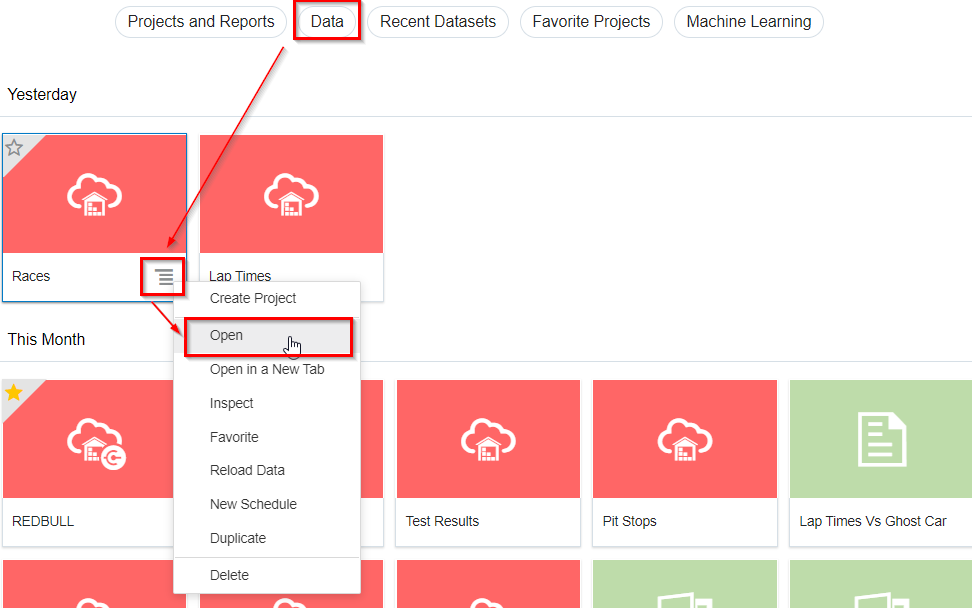 Projects and Reports
Data
Recent Datasets
Favorite Projects
Machine Learning
Yesterday
Races
Lap Times
Create Project
Open
Open in a New Tab
Inspect
Favorite
Reload Data
New Schedule
Duplicate
Delete
This Month
REDBULL
Test Results
Pit Stops
Lap Times Vs Ghost Car